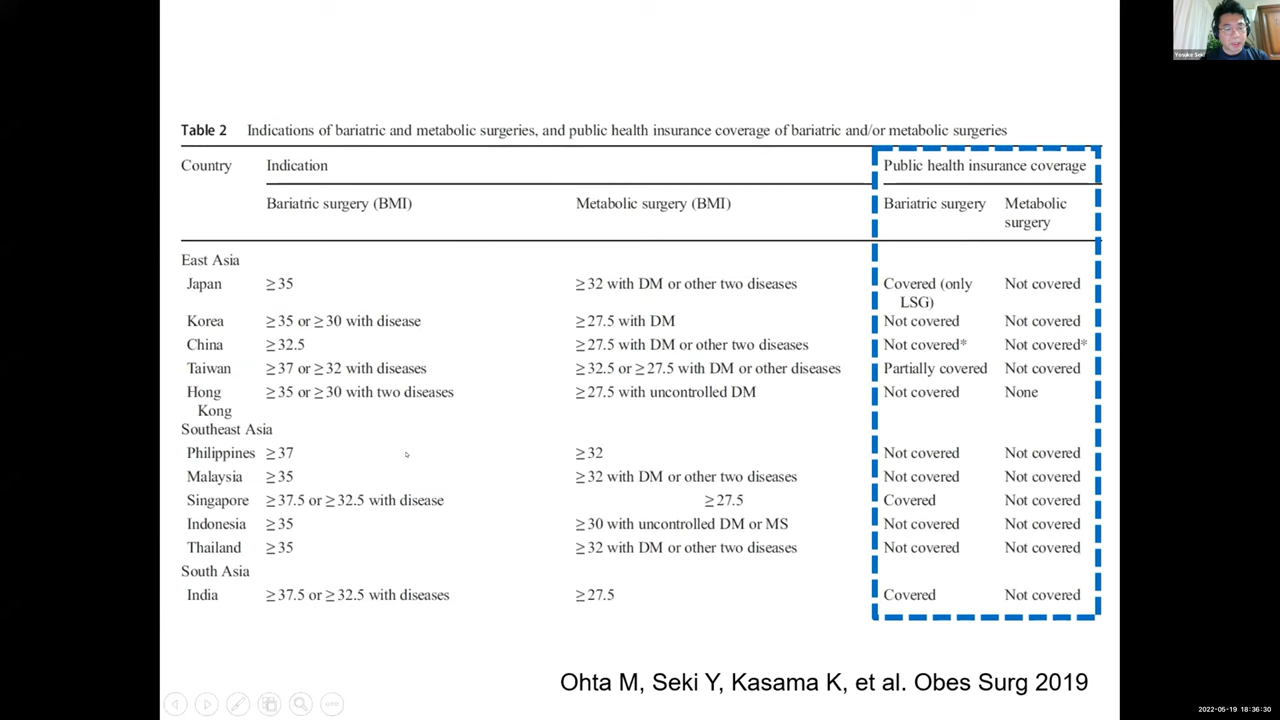 Yosuke Seki
Table 2 Indications of bariatric and metabolic surgeries, and public health insurance coverage of bariatric and/or metabolic surgeries
Country Indication Public health insurance coverage
Bariatric surgery (BMI) Metabolic surgery (BMI) Bariatric surgery Metabolic
surgery
East Asia
Japan ≥35 ≥32 with DM or other two diseases Covered (only Not covered
LSG)
Korea ≥35 or ≥30 with disease ≥27.5 with DM Not covered Not covered
China ≥32.5 ≥27.5 with DM or other two diseases Not covered* Not covered*
Taiwan ≥37 or ≥32 with diseases ≥32.5 or ≥27.5 with DM or other diseases Partially covered Not covered
Hong ≥35 or ≥30 with two diseases ≥27.5 with uncontrolled DM Not covered None
Kong
Southeast Asia
Philippines ≥37 ≥32 Not covered Not covered
Malaysia ≥35 ≥32 with DM or other two diseases Not covered Not covered
Singapore ≥37.5 or ≥32.5 with disease ≥27.5 Covered Not covered
Indonesia ≥35 ≥30 with uncontrolled DM or MS Not covered Not covered
Thailand ≥35 ≥32 with DM or other two diseases Not covered Not covered
South Asia
India ≥37.5 or ≥32.5 with diseases ≥27.5 Covered Not covered
Ohta M, Seki Y, Kasama K, et al. Obes Surg 2019
2022-05-19 18:36:30